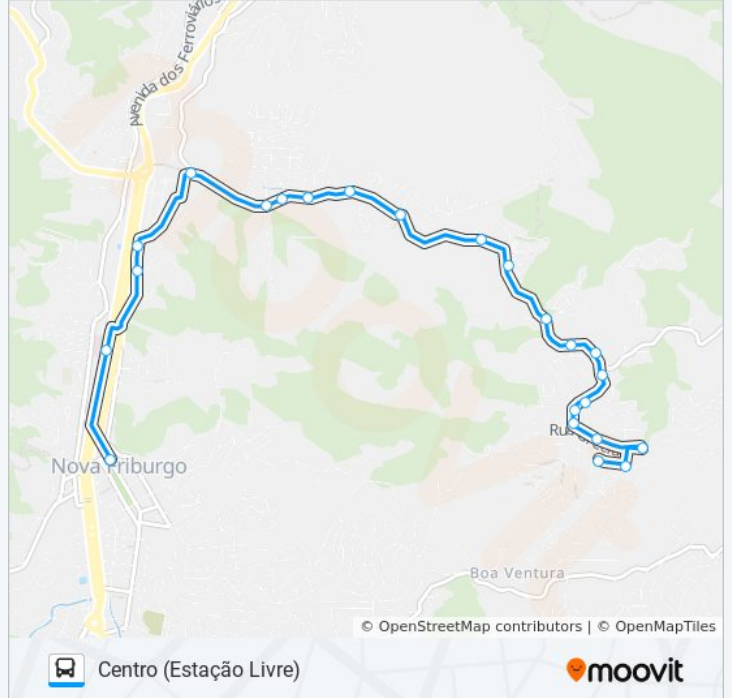 Avenida dos Ferroviários
Nova Friburgo
Boa Ventura
© OpenStreetMap contributors | © OpenMapTiles
Centro (Estação Livre)
moovit